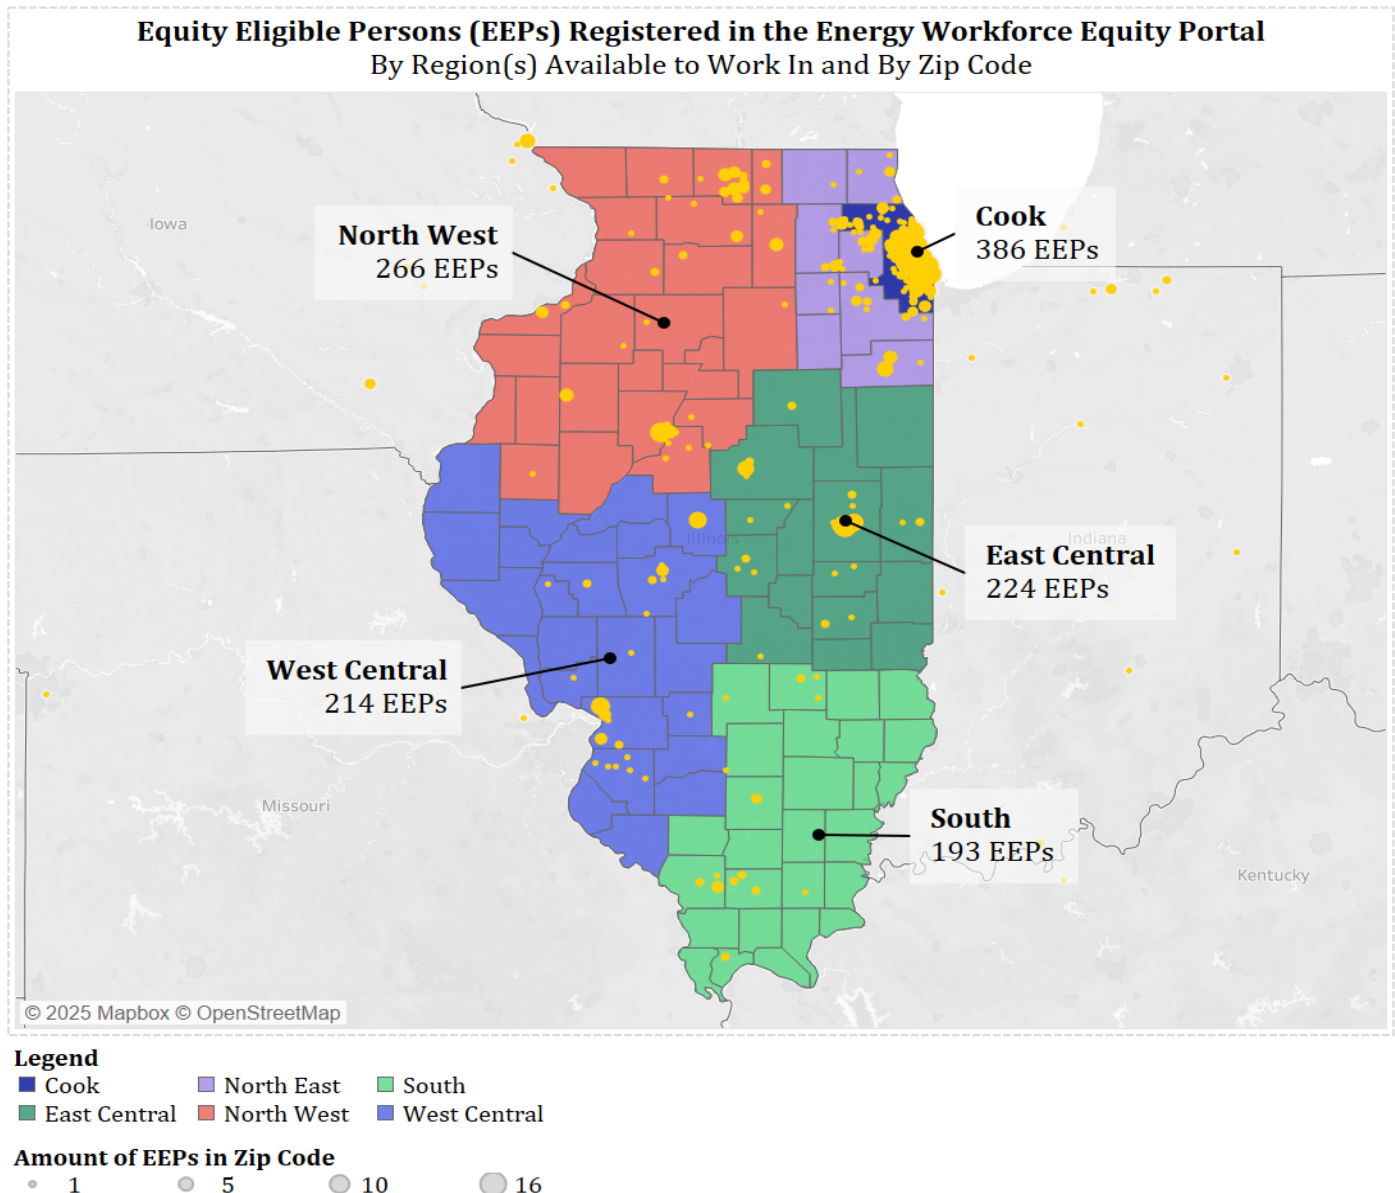 Equity Eligible Persons (EEPs) Registered in the Energy Workforce Equity Portal
By Region(s) Available to Work In and By Zip Code
Iowa
North West
266 EEPs
Cook
386 EEPs
Illinois
Indiana
East Central
224 EEPs
West Central
214 EEPs
Missouri
South
193 EEPs
Kentucky
© 2025 Mapbox © OpenStreetMap
Legend
Cook
North East
South
East Central
North West
West Central
Amount of EEPs in Zip Code
1
5
10
16